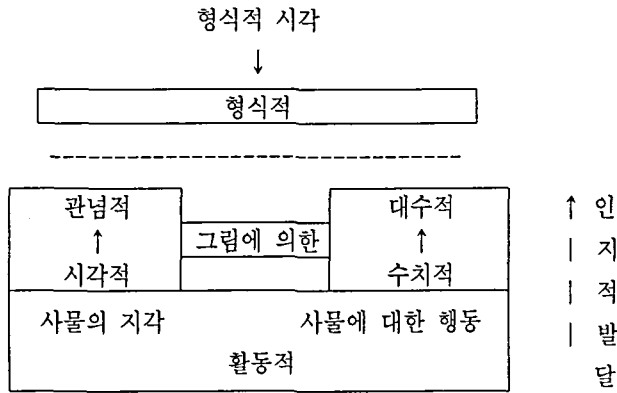 형식적 시각
↓
형식적
관념적 대수적
↑ 그림에 의한 ↑
시각적 수치적
사물의 지각 사물에 대한 행동
활동적
↑ 인
| 지
| 적
| 발
달